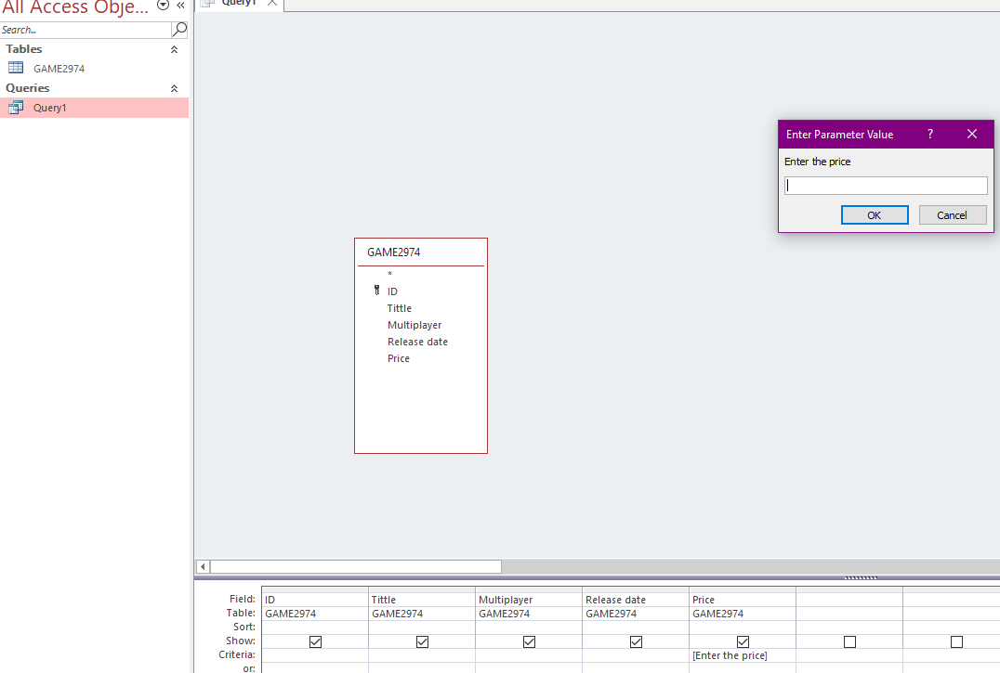 All Access Obje...
Query1
Search...
Tables
GAME2974
Queries
Query1
Enter Parameter Value
Enter the price
OK
Cancel
GAME2974
*
ID
Tittle
Multiplayer
Release date
Price
Field: ID Tittle Multiplayer Release date Price
Table: GAME2974 GAME2974 GAME2974 GAME2974 GAME2974
Sort:
Show:
Criteria: [Enter the price]
or: